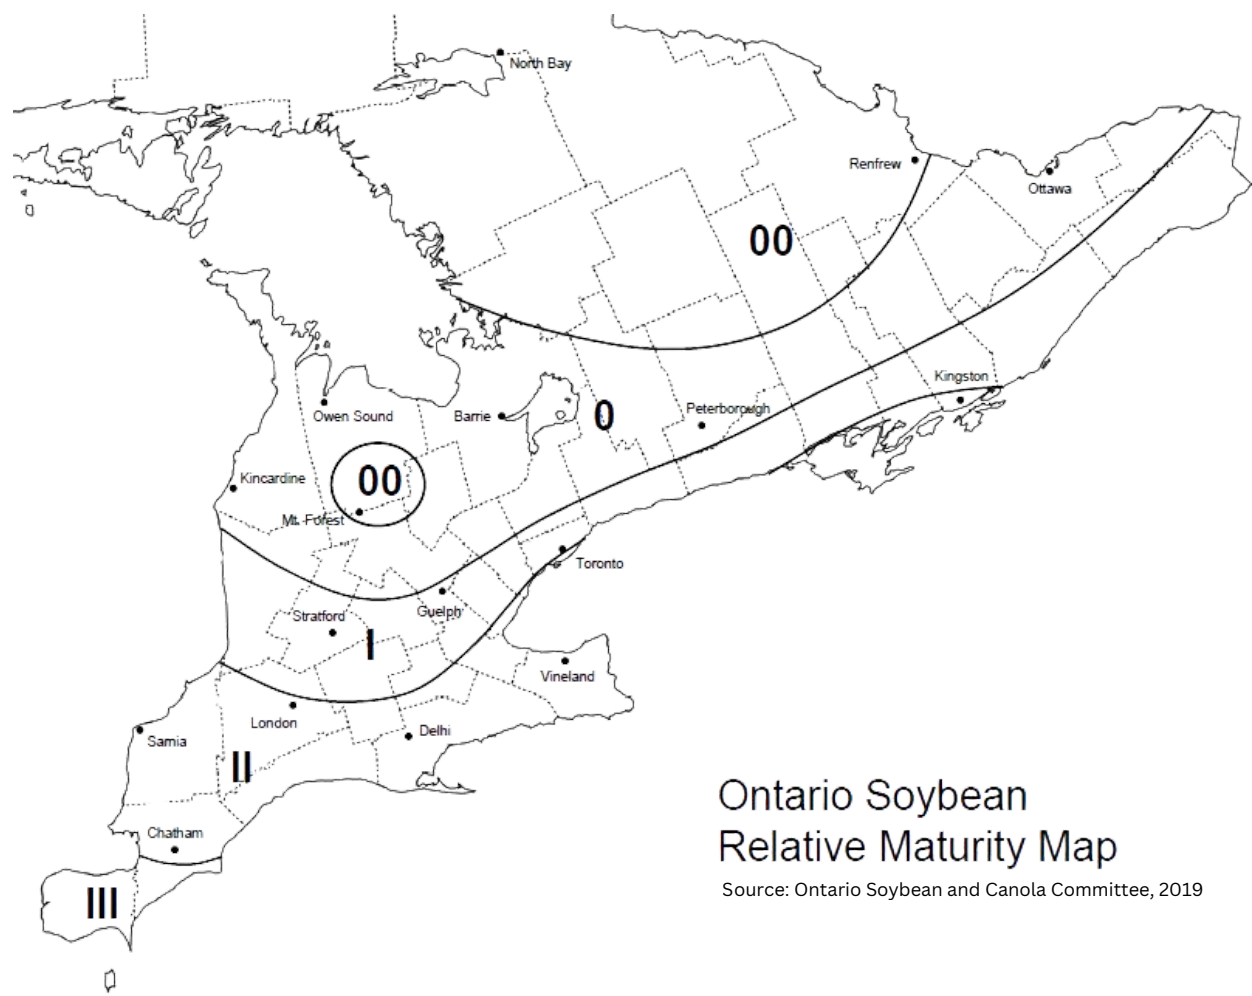 North Bay
Renfrew
Ottawa
00
Kingston
Owen Sound
Barrie
0
Peterborough
Kincardine
00
Mt. Forest
Toronto
Stratford
Guelph
I
Vineland
London
Delhi
Sarnia
II
Chatham
III
Ontario Soybean
Relative Maturity Map
Source: Ontario Soybean and Canola Committee, 2019